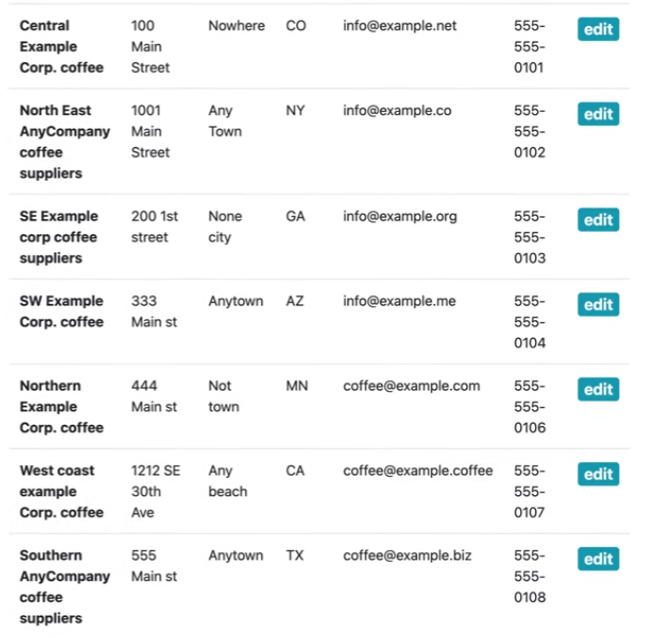 Central 100 Nowhere CO info@example.net 555- edit
Example Main 555-
Corp. coffee Street 0101
North East 1001 Any NY info@example.co 555- edit
AnyCompany Main Town 555-
coffee Street 0102
suppliers
SE Example 200 1st None GA info@example.org 555- edit
corp coffee street city 555-
suppliers 0103
SW Example 333 Anytown AZ info@example.me 555- edit
Corp. coffee Main st 555-
0104
Northern 444 Not MN coffee@example.com 555- edit
Example Main st town 555-
Corp. coffee 0106
West coast 1212 SE Any CA coffee@example.coffee 555- edit
example 30th beach 555-
Corp. coffee Ave 0107
Southern 555 Anytown TX coffee@example.biz 555- edit
AnyCompany Main st 555-
coffee 0108
suppliers